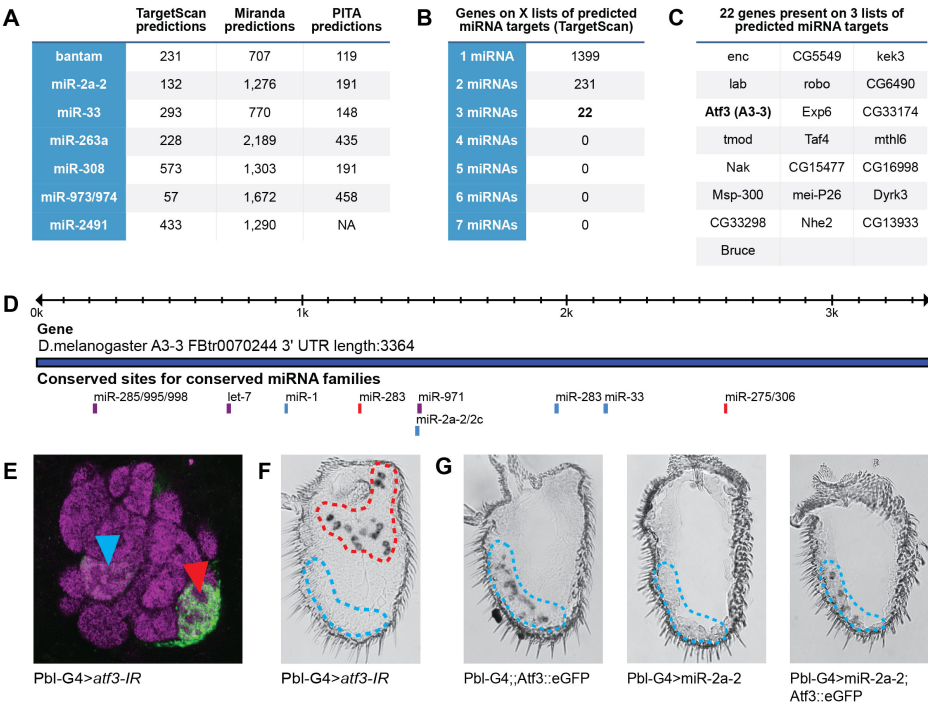 A
TargetScan predictions Miranda predictions PITA predictions
bantam 231 707 119
miR-2a-2 132 1,276 191
miR-33 293 770 148
miR-263a 228 2,189 435
miR-308 573 1,303 191
miR-973/974 57 1,672 458
miR-2491 433 1,290 NA
B
Genes on X lists of predicted
miRNA targets (TargetScan)
1 miRNA 1399
2 miRNAs 231
3 miRNAs 22
4 miRNAs 0
5 miRNAs 0
6 miRNAs 0
7 miRNAs 0
C
22 genes present on 3 lists of
predicted miRNA targets
enc CG5549 kek3
lab robo CG6490
Atf3 (A3-3) Exp6 CG33174
tmod Taf4 mthl6
Nak CG15477 CG16998
Msp-300 mei-P26 Dyrk3
CG33298 Nhe2 CG13933
Bruce
D
0k 1k 2k 3k
Gene
D.melanogaster A3-3 FBtr0070244 3' UTR length:3364
Conserved sites for conserved miRNA families
miR-285/995/998 let-7 miR-1 miR-283 miR-971 miR-283 miR-33 miR-275/306
miR-2a-2/2c
E
Pbl-G4>atf3-IR
F
Pbl-G4>atf3-IR
G
Pbl-G4;;Atf3::eGFP
Pbl-G4>miR-2a-2
Pbl-G4>miR-2a-2;
Atf3::eGFP